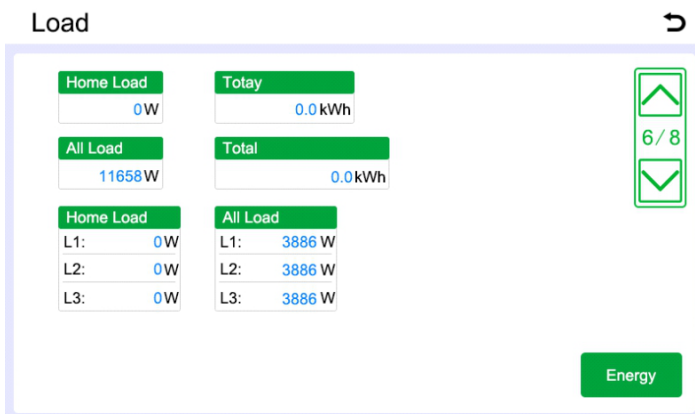 Load
Home Load Totay
0W 0.0kWh
6/8
All Load Total
11658W 0.0kWh
Home Load All Load
L1: 0W L1: 3886 W
L2: 0W L2: 3886 W
L3: 0W L3: 3886 W
Energy